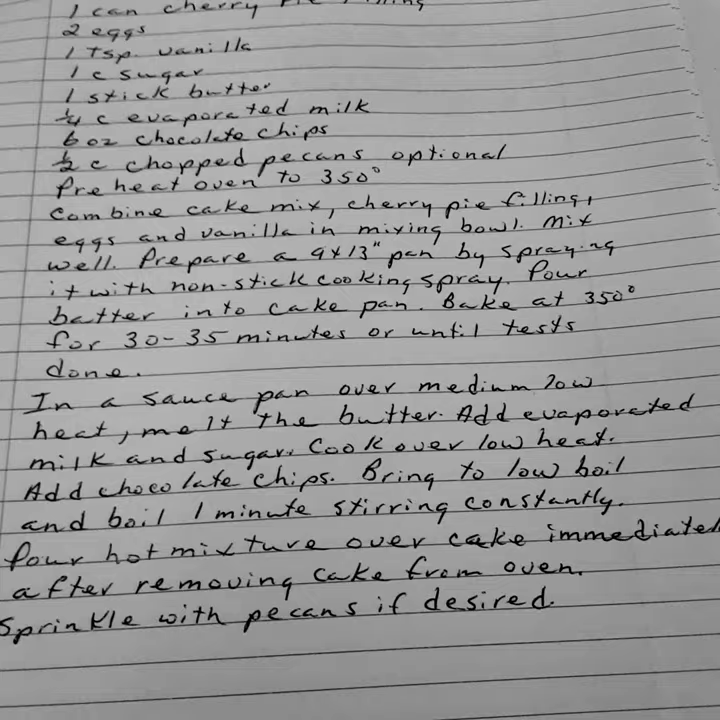 1 can cherry pie filling
2 eggs
1 Tsp. vanilla
1 c sugar
1 stick butter
1/4 c evaporated milk
6 oz chocolate chips
1/2 c chopped pecans optional
Preheat oven to 350°
Combine cake mix, cherry pie filling,
eggs and vanilla in mixing bowl. Mix
well. Prepare a 9x13" pan by spraying
it with non-stick cooking spray. Pour
batter into cake pan. Bake at 350°
for 30-35 minutes or until tests
done.
In a sauce pan over medium low
heat, melt the butter. Add evaporated
milk and sugar. Cook over low heat.
Add chocolate chips. Bring to low boil
and boil 1 minute stirring constantly.
Pour hot mixture over cake immediatel
after removing cake from oven.
Sprinkle with pecans if desired.